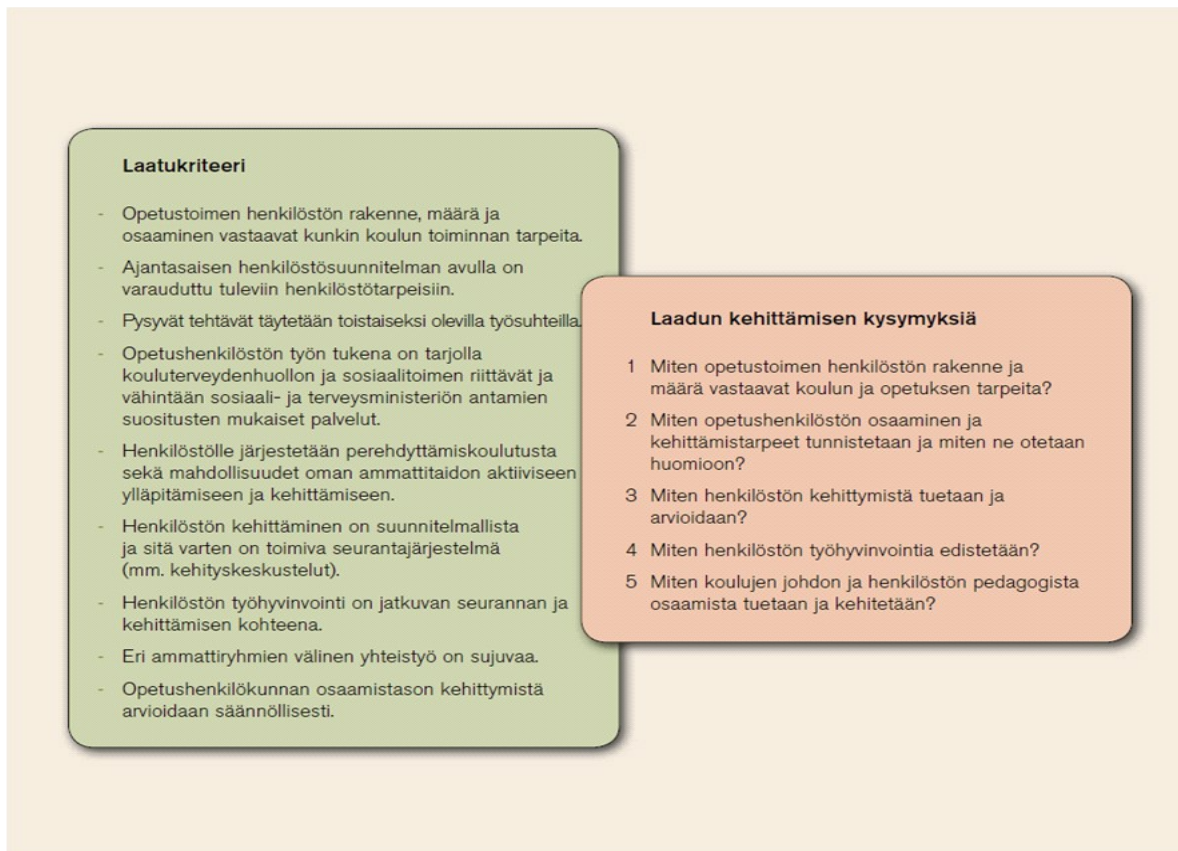 Laatukriteeri
- Opetustoimen henkilöstön rakenne, määrä ja
osaaminen vastaavat kunkin koulun toiminnan tarpeita.
- Ajantasaisen henkilöstösuunnitelman avulla on
varauduttu tuleviin henkilöstötarpeisiin.
- Pysyvät tehtävät täytetään toistaiseksi olevilla työsuhteilla.
- Opetushenkilöstön työn tukena on tarjolla
kouluterveydenhuollon ja sosiaalitoimen riittävät ja
vähintään sosiaali- ja terveysministeriön antamien
suositusten mukaiset palvelut.
- Henkilöstölle järjestetään perehdyttämiskoulutusta
sekä mahdollisuudet oman ammattitaidon aktiiviseen
ylläpitämiseen ja kehittämiseen.
- Henkilöstön kehittäminen on suunnitelmallista
ja sitä varten on toimiva seurantajärjestelmä
(mm. kehityskeskustelut).
- Henkilöstön työhyvinvointi on jatkuvan seurannan ja
kehittämisen kohteena.
- Eri ammattiryhmien välinen yhteistyö on sujuvaa.
- Opetushenkilökunnan osaamistason kehittymistä
arvioidaan säännöllisesti.
Laadun kehittämisen kysymyksiä
1 Miten opetustoimen henkilöstön rakenne ja
määrä vastaavat koulun ja opetuksen tarpeita?
2 Miten opetushenkilöstön osaaminen ja
kehittämistarpeet tunnistetaan ja miten ne otetaan
huomioon?
3 Miten henkilöstön kehittymistä tuetaan ja
arvioidaan?
4 Miten henkilöstön työhyvinvointia edistetään?
5 Miten koulujen johdon ja henkilöstön pedagogista
osaamista tuetaan ja kehitetään?